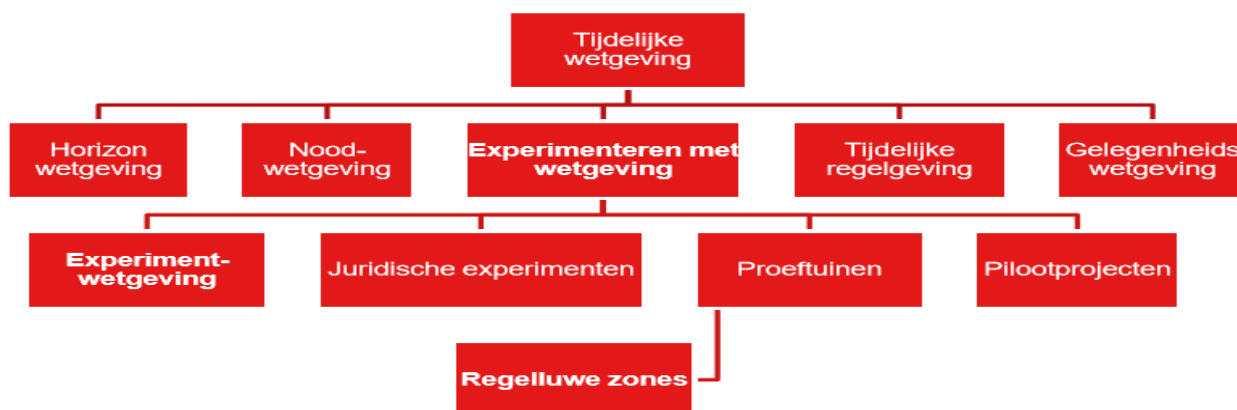 Tijdelijke
wetgeving
Horizon
wetgeving
Nood-
wetgeving
Experimenteren met
wetgeving
Tijdelijke
regelgeving
Gelegenheids
wetgeving
Experiment-
wetgeving
Juridische experimenten
Proeftuinen
Pilootprojecten
Regelluwe zones